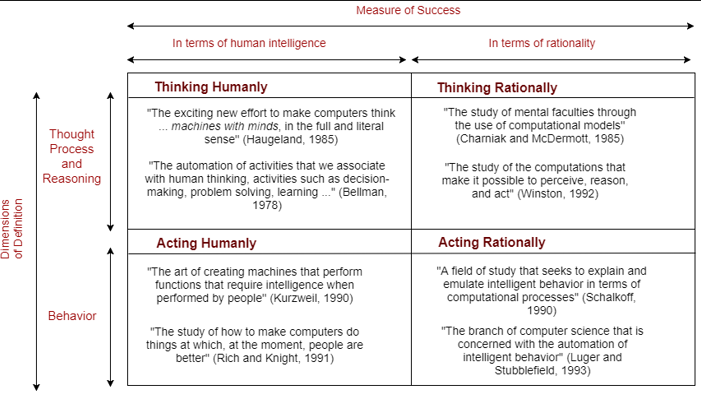 Measure of Success
In terms of human intelligence
In terms of rationality
Dimensions
of Definition
Thought
Process
and
Reasoning
Thinking Humanly
"The exciting new effort to make computers think
... machines with minds, in the full and literal
sense" (Haugeland, 1985)
"The automation of activities that we associate
with human thinking, activities such as decision-
making, problem solving, learning ..." (Bellman,
1978)
Thinking Rationally
"The study of mental faculties through
the use of computational models"
(Charniak and McDermott, 1985)
"The study of the computations that
make it possible to perceive, reason,
and act" (Winston, 1992)
Behavior
Acting Humanly
"The art of creating machines that perform
functions that require intelligence when
performed by people" (Kurzweil, 1990)
"The study of how to make computers do
things at which, at the moment, people are
better" (Rich and Knight, 1991)
Acting Rationally
"A field of study that seeks to explain and
emulate intelligent behavior in terms of
computational processes" (Schalkoff,
1990)
"The branch of computer science that is
concerned with the automation of
intelligent behavior" (Luger and
Stubblefield, 1993)